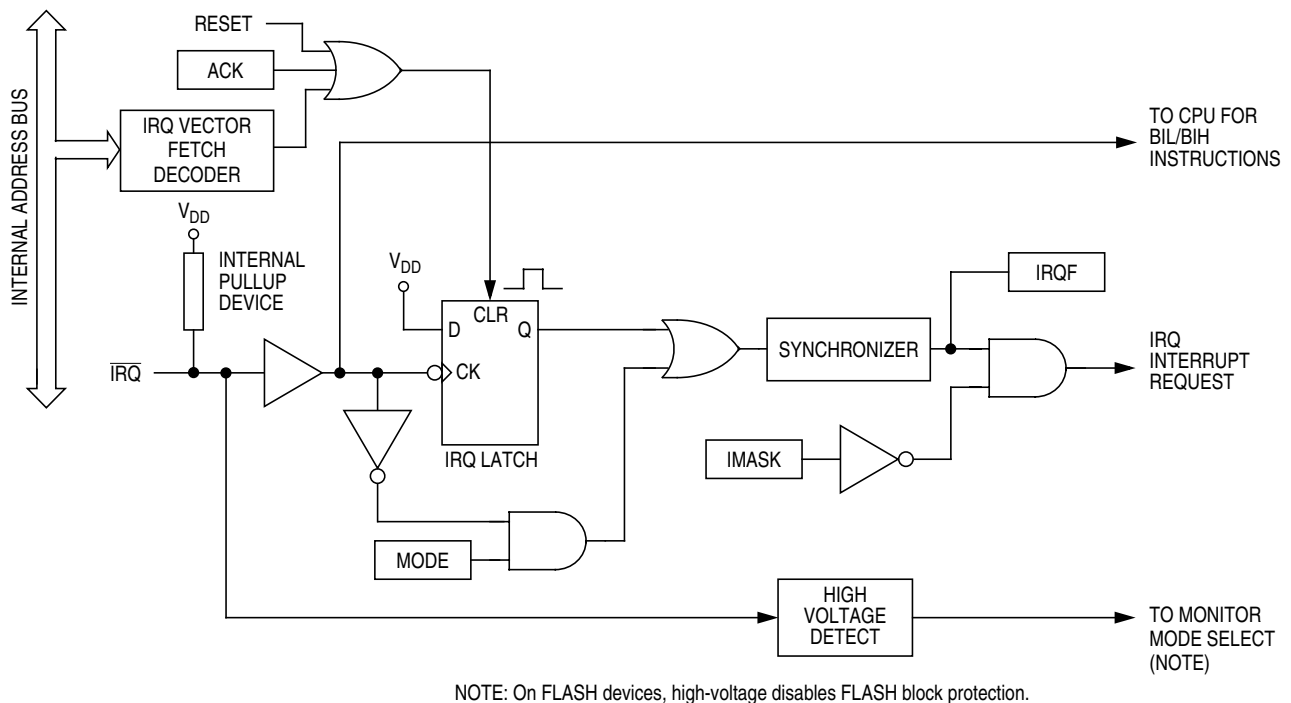 INTERNAL ADDRESS BUS
RESET
ACK
IRQ VECTOR
FETCH
DECODER
TO CPU FOR
BIL/BIH
INSTRUCTIONS
VDD
INTERNAL
PULLUP
DEVICE
VDD
D
CLR
Q
CK
IRQ LATCH
IRQ
SYNCHRONIZER
IRQF
IRQ
INTERRUPT
REQUEST
IMASK
MODE
HIGH
VOLTAGE
DETECT
TO MONITOR
MODE SELECT
(NOTE)
NOTE: On FLASH devices, high-voltage disables FLASH block protection.